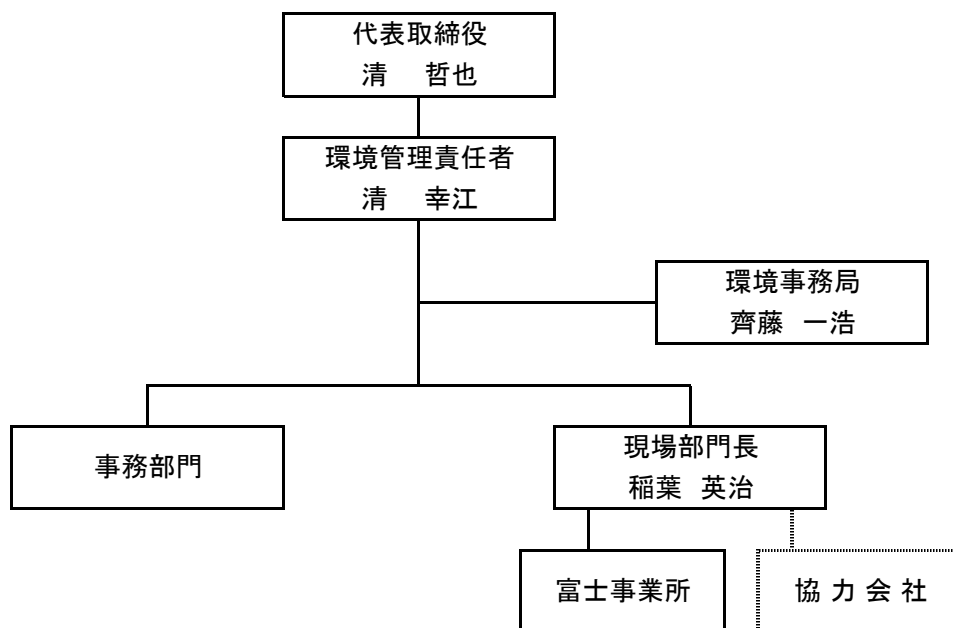 代表取締役
清　哲也
環境管理責任者
清　幸江
環境事務局
齊藤　一浩
事務部門
現場部門長
稲葉　英治
富士事業所
協 力 会 社